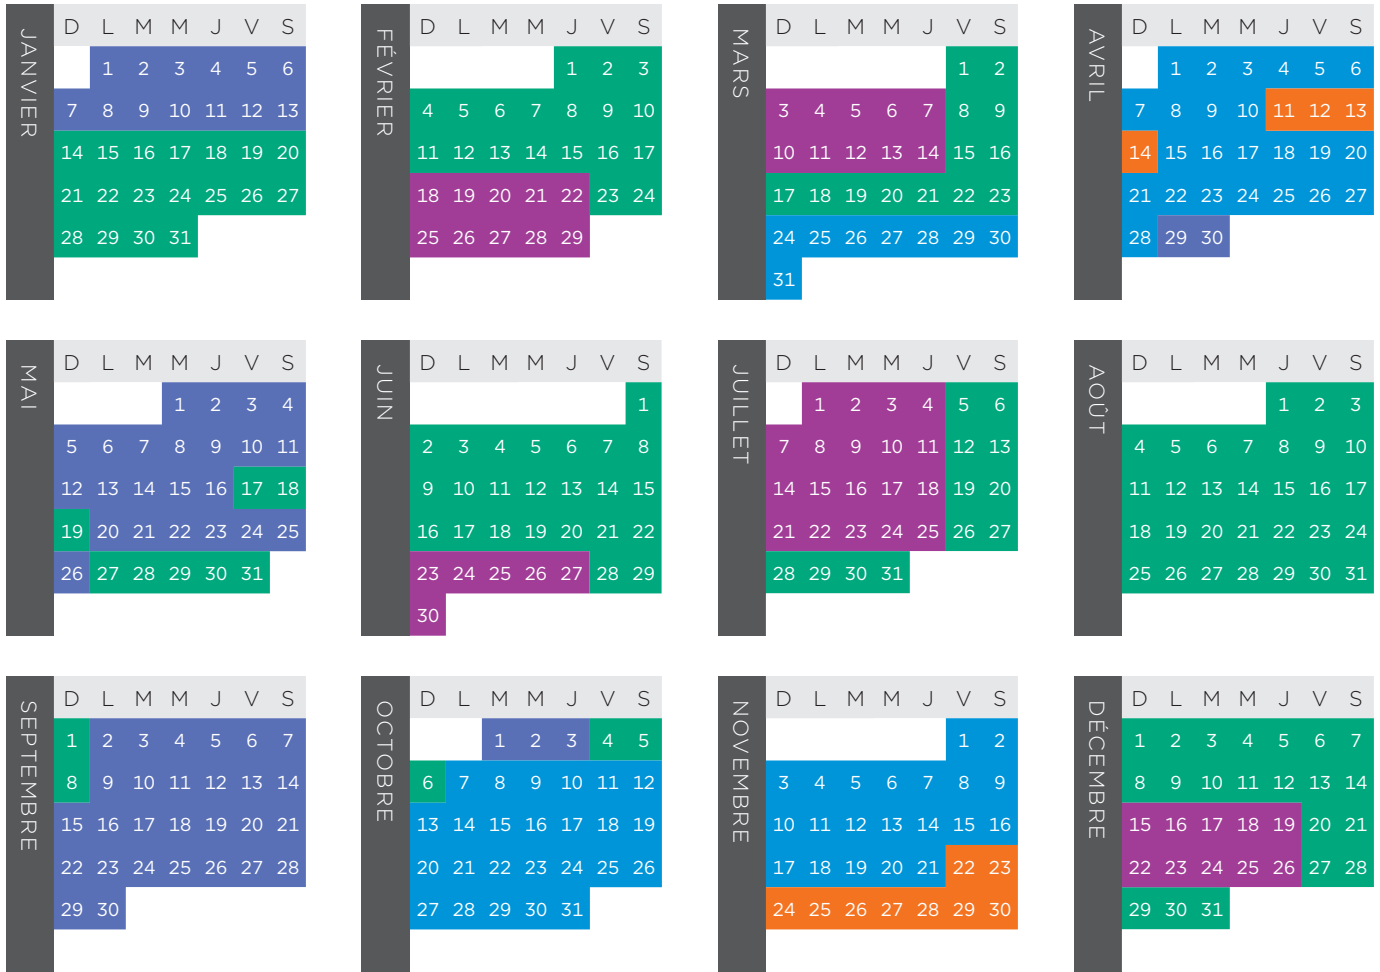 JANVIER
D L M M J V S
1 2 3 4 5 6
7 8 9 10 11 12 13
14 15 16 17 18 19 20
21 22 23 24 25 26 27
28 29 30 31
FÉVRIER
D L M M J V S
1 2 3
4 5 6 7 8 9 10
11 12 13 14 15 16 17
18 19 20 21 22 23 24
25 26 27 28 29
MARS
D L M M J V S
1 2
3 4 5 6 7 8 9
10 11 12 13 14 15 16
17 18 19 20 21 22 23
24 25 26 27 28 29 30
31
AVRIL
D L M M J V S
1 2 3 4 5 6
7 8 9 10 11 12 13
14 15 16 17 18 19 20
21 22 23 24 25 26 27
28 29 30
MAI
D L M M J V S
1 2 3 4
5 6 7 8 9 10 11
12 13 14 15 16 17 18
19 20 21 22 23 24 25
26 27 28 29 30 31
JUIN
D L M M J V S
1
2 3 4 5 6 7 8
9 10 11 12 13 14 15
16 17 18 19 20 21 22
23 24 25 26 27 28 29
30
JUILLET
D L M M J V S
1 2 3 4 5 6
7 8 9 10 11 12 13
14 15 16 17 18 19 20
21 22 23 24 25 26 27
28 29 30 31
AOÛT
D L M M J V S
1 2 3
4 5 6 7 8 9 10
11 12 13 14 15 16 17
18 19 20 21 22 23 24
25 26 27 28 29 30 31
SEPTEMBRE
D L M M J V S
1 2 3 4 5 6 7
8 9 10 11 12 13 14
15 16 17 18 19 20 21
22 23 24 25 26 27 28
29 30
OCTOBRE
D L M M J V S
1 2 3 4 5
6 7 8 9 10 11 12
13 14 15 16 17 18 19
20 21 22 23 24 25 26
27 28 29 30 31
NOVEMBRE
D L M M J V S
1 2
3 4 5 6 7 8 9
10 11 12 13 14 15 16
17 18 19 20 21 22 23
24 25 26 27 28 29 30
DÉCEMBRE
D L M M J V S
1 2 3 4 5 6 7
8 9 10 11 12 13 14
15 16 17 18 19 20 21
22 23 24 25 26 27 28
29 30 31